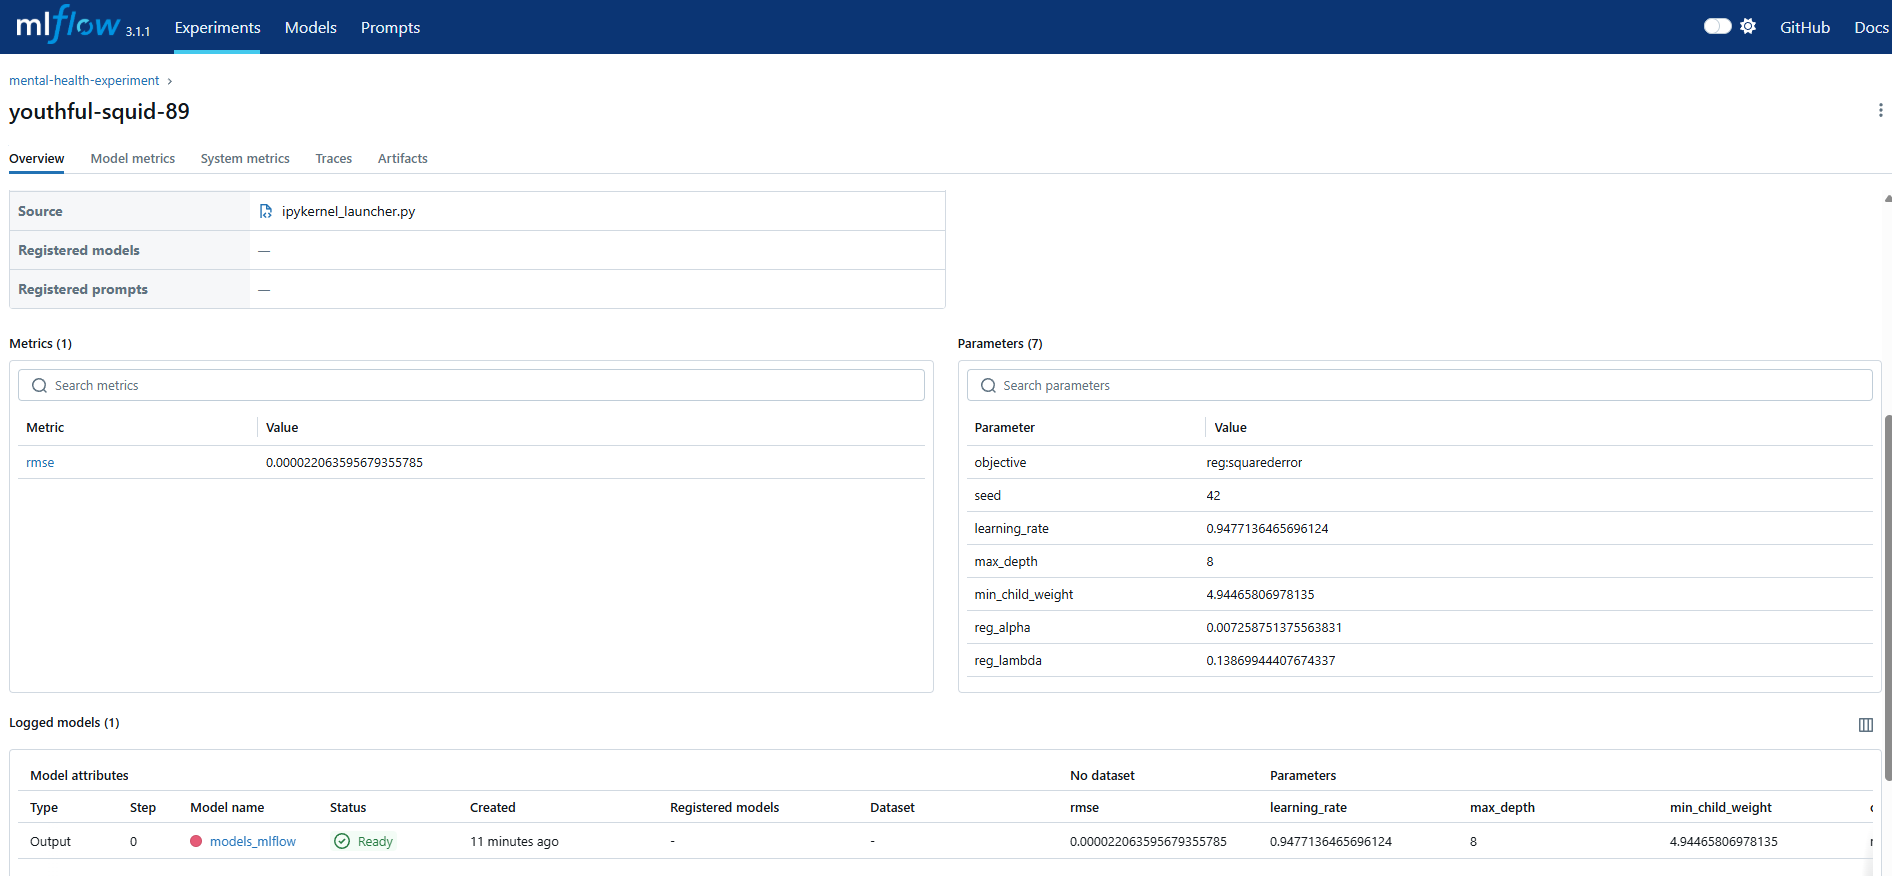 mlflow 3.1.1 Experiments Models Prompts GitHub Docs
mental-health-experiment ›
youthful-squid-89
Overview Model metrics System metrics Traces Artifacts
Source ipykernel_launcher.py
Registered models —
Registered prompts —
Metrics (1)
Search metrics
Metric Value
rmse 0.000022063595679355785
Parameters (7)
Search parameters
Parameter Value
objective reg:squarederror
seed 42
learning_rate 0.9477136465696124
max_depth 8
min_child_weight 4.94465806978135
reg_alpha 0.007258751375563831
reg_lambda 0.13869944407674337
Logged models (1)
Model attributes No dataset Parameters
Type Step Model name Status Created Registered models Dataset rmse learning_rate max_depth min_child_weight
Output 0 models_mlflow Ready 11 minutes ago - - 0.000022063595679355785 0.9477136465696124 8 4.94465806978135